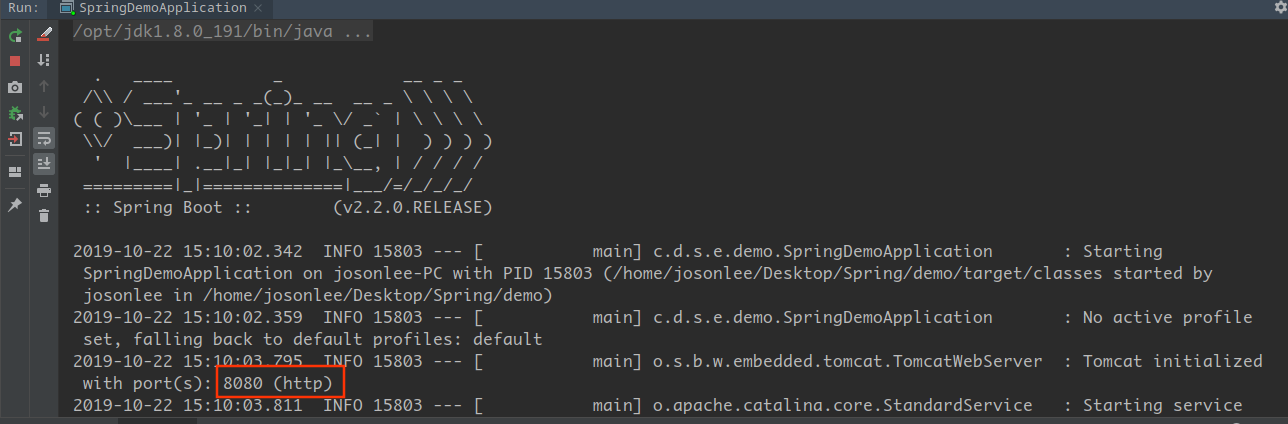 Run: SpringDemoApplication ×
/opt/jdk1.8.0_191/bin/java ...
  .   ____          _            __ _ _
 /\\ / ___'_ __ _ _(_)_ __  __ _ \ \ \ \
( ( )\___ | '_ | '_| | '_ \/ _` | \ \ \ \
 \\/  ___)| |_)| | | | | || (_| |  ) ) ) )
  '  |____| .__|_| |_|_| |_\__, | / / / /
 =========|_|==============|___/=/_/_/_/
 :: Spring Boot ::        (v2.2.0.RELEASE)
2019-10-22 15:10:02.342  INFO 15803 --- [           main] c.d.s.e.demo.SpringDemoApplication       : Starting
SpringDemoApplication on josonlee-PC with PID 15803 (/home/josonlee/Desktop/Spring/demo/target/classes started by
josonlee in /home/josonlee/Desktop/Spring/demo)
2019-10-22 15:10:02.359  INFO 15803 --- [           main] c.d.s.e.demo.SpringDemoApplication       : No active profile
set, falling back to default profiles: default
2019-10-22 15:10:03.795  INFO 15803 --- [           main] o.s.b.w.embedded.tomcat.TomcatWebServer  : Tomcat initialized
with port(s): 8080 (http)
2019-10-22 15:10:03.811  INFO 15803 --- [           main] o.apache.catalina.core.StandardService   : Starting service